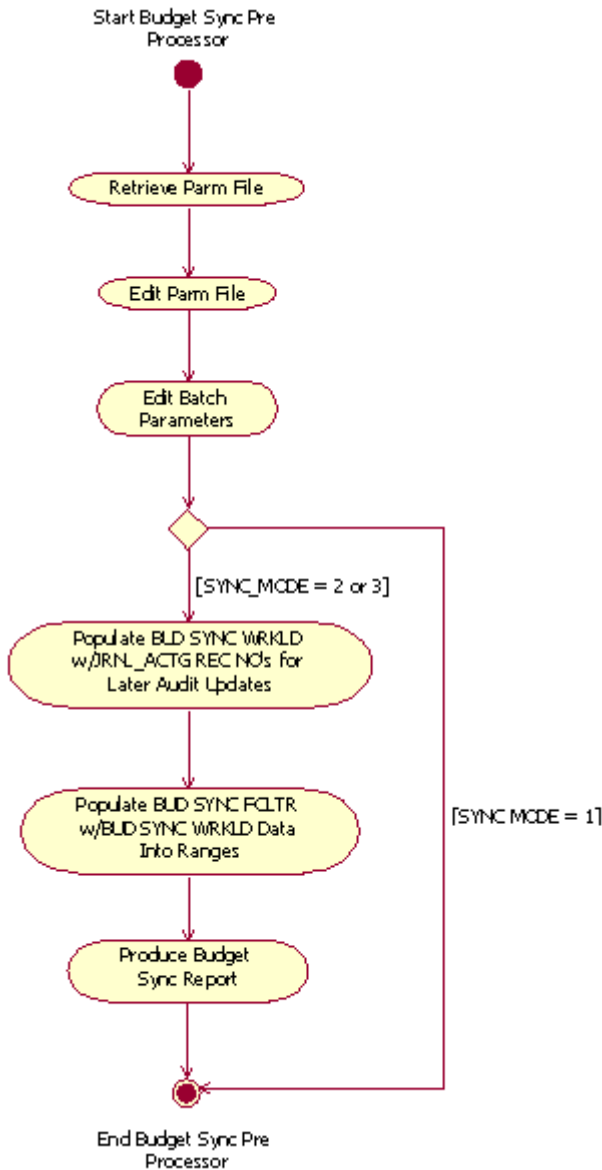 Start Budget Sync Pre
Processor
Retrieve Parm File
Edit Parm File
Edit Batch
Parameters
[SYNC_MODE = 2 or 3]
Populate BLD SYNC WRKLD
w/JRNL_ACTG REC NO's for
Later Audit Updates
Populate BUD SYNC FCLTR
w/BUD SYNC WRKLD Data
Into Ranges
[SYNC MODE = 1]
Produce Budget
Sync Report
End Budget Sync Pre
Processor